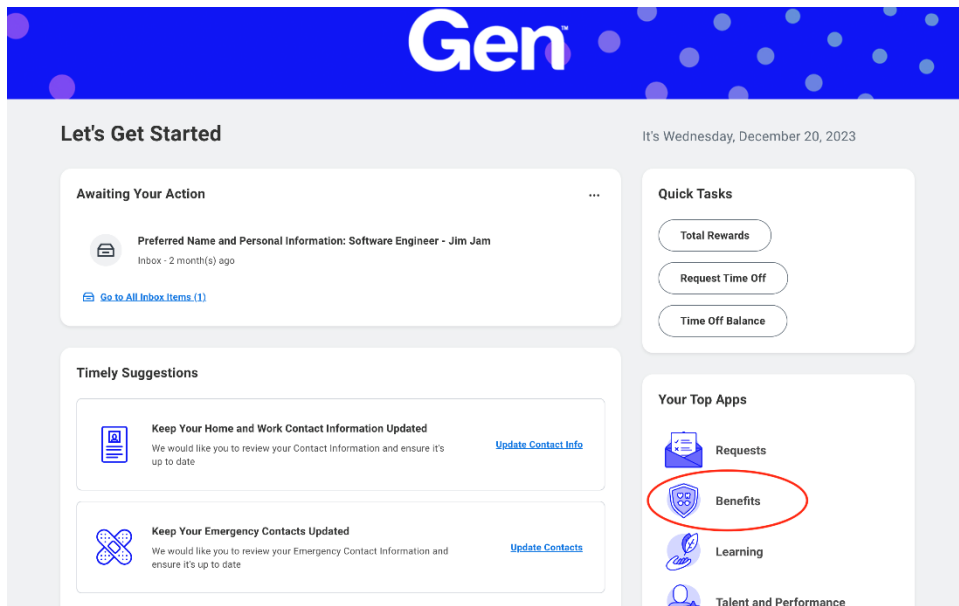 Gen™
Let's Get Started
It's Wednesday, December 20, 2023
Awaiting Your Action
...
Preferred Name and Personal Information: Software Engineer - Jim Jam
Inbox - 2 month(s) ago
Go to All Inbox Items (1)
Timely Suggestions
Keep Your Home and Work Contact Information Updated
We would like you to review your Contact Information and ensure it's
up to date
Update Contact Info
Keep Your Emergency Contacts Updated
We would like you to review your Emergency Contact Information and
ensure it's up to date
Update Contacts
Quick Tasks
Total Rewards
Request Time Off
Time Off Balance
Your Top Apps
Requests
Benefits
Learning
Talent and Performance